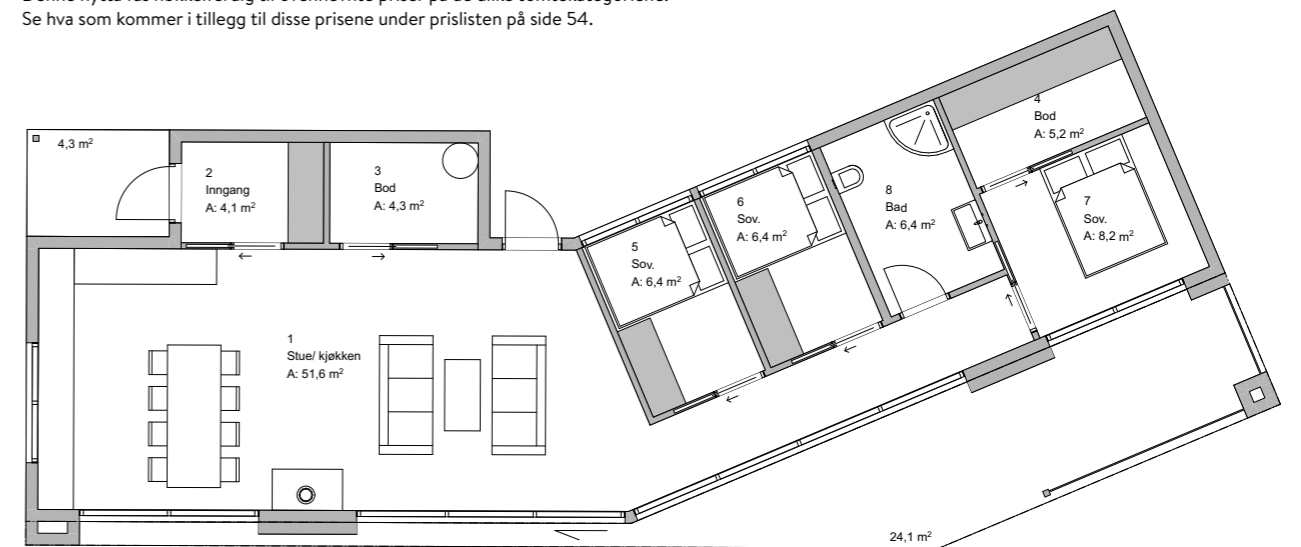 Se hva som kommer i tillegg til disse prisene under prislisten på side 54.
4,3 m²
2
Inngang
A: 4,1 m²
3
Bod
A: 4,3 m²
4
Bod
A: 5,2 m²
6
Sov.
A: 6,4 m²
8
Bad
A: 6,4 m²
7
Sov.
A: 8,2 m²
5
Sov.
A: 6,4 m²
1
Stue/ kjøkken
A: 51,6 m²
24,1 m²